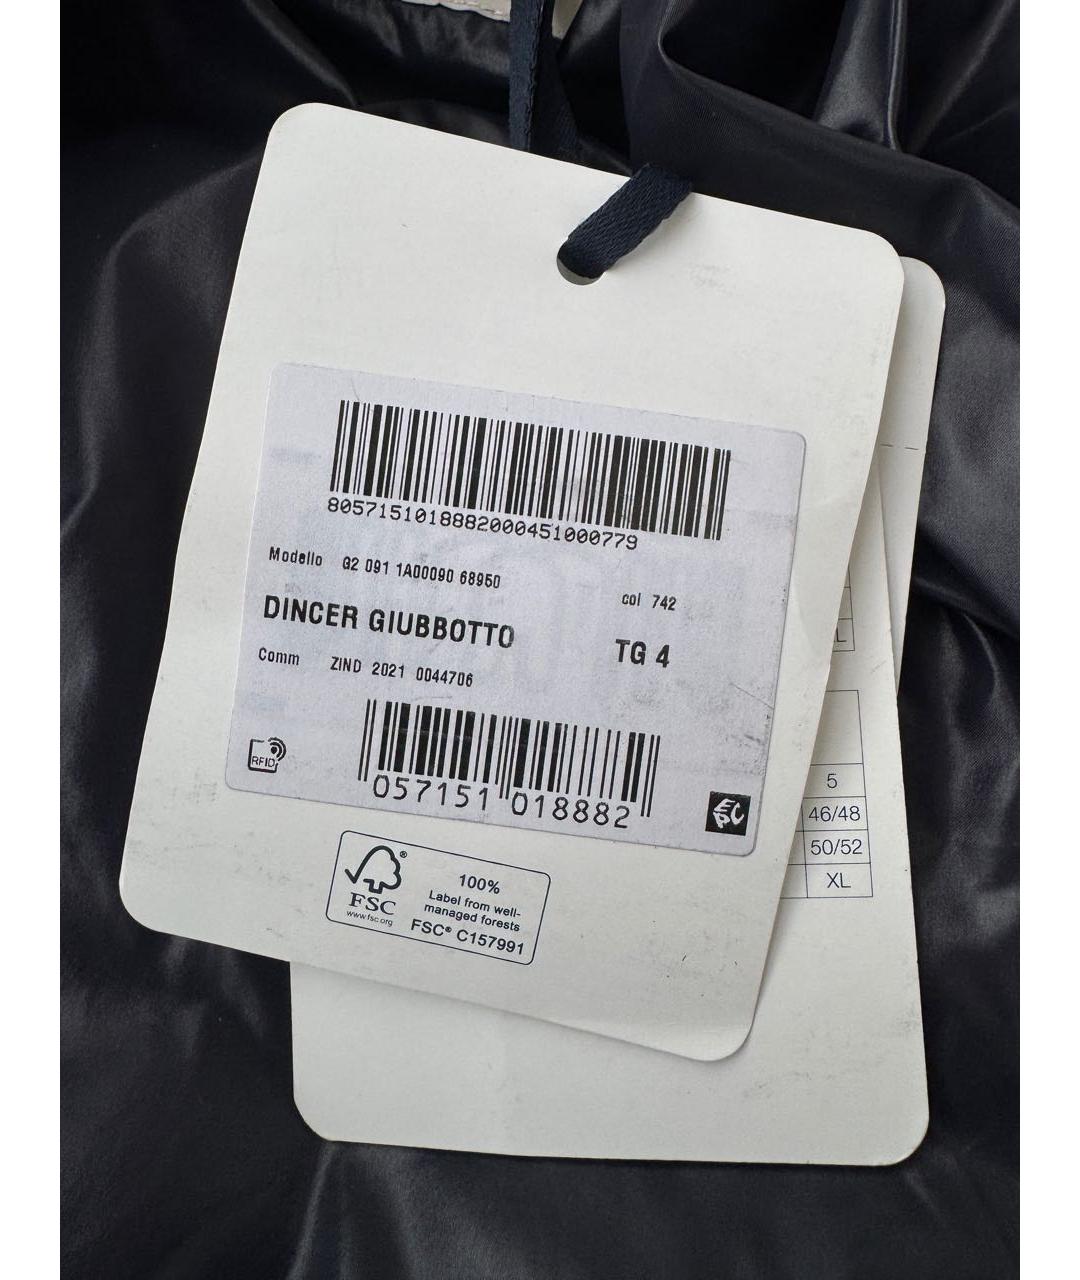 8057151018882000451000779
Modello G2 091 1A00090 68950
col 742
DINCER GIUBBOTTO
TG 4
Comm ZIND 2021 0044706
RFID
057151 018882
EPC
FSC®
www.fsc.org
100%
Label from well-
managed forests
FSC® C157991
L
5
46/48
50/52
XL